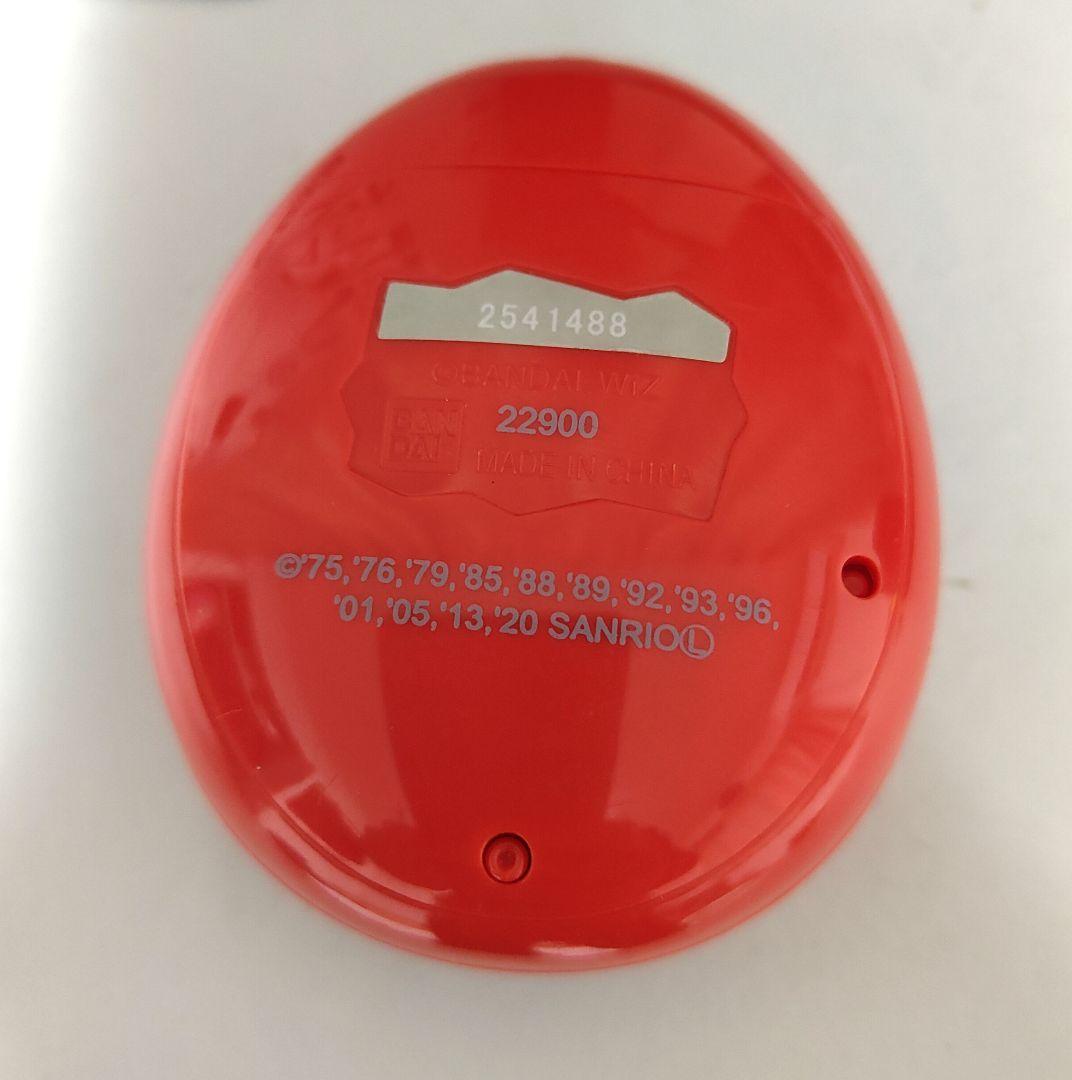 2541488
©BANDAI WiZ
BAN
DAI
22900
MADE IN CHINA
©'75,'76,'79,'85,'88,'89,'92,'93,'96,
'01,'05,'13,'20 SANRIOⓁ